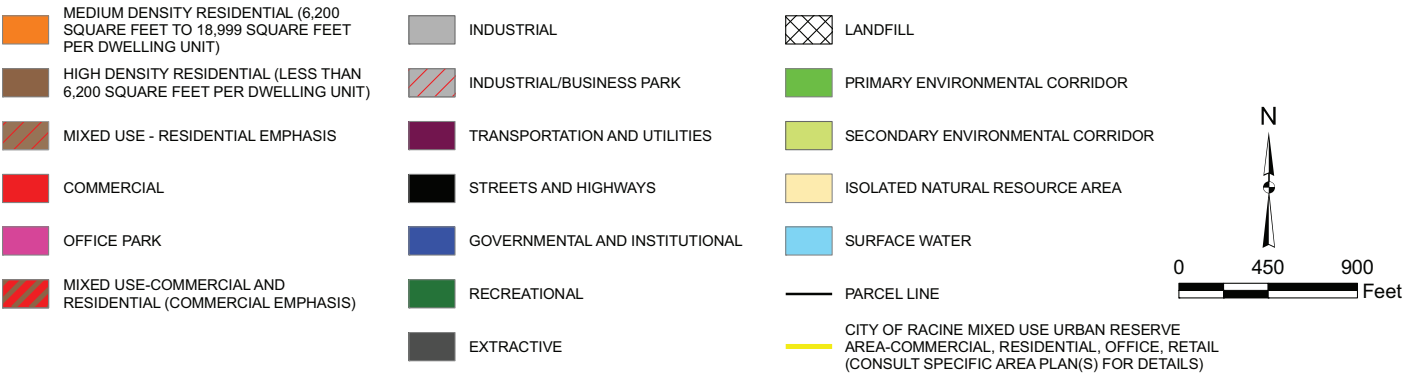 MEDIUM DENSITY RESIDENTIAL (6,200
SQUARE FEET TO 18,999 SQUARE FEET
PER DWELLING UNIT)
HIGH DENSITY RESIDENTIAL (LESS THAN
6,200 SQUARE FEET PER DWELLING UNIT)
MIXED USE - RESIDENTIAL EMPHASIS
COMMERCIAL
OFFICE PARK
MIXED USE-COMMERCIAL AND
RESIDENTIAL (COMMERCIAL EMPHASIS)
INDUSTRIAL
INDUSTRIAL/BUSINESS PARK
TRANSPORTATION AND UTILITIES
STREETS AND HIGHWAYS
GOVERNMENTAL AND INSTITUTIONAL
RECREATIONAL
EXTRACTIVE
LANDFILL
PRIMARY ENVIRONMENTAL CORRIDOR
SECONDARY ENVIRONMENTAL CORRIDOR
ISOLATED NATURAL RESOURCE AREA
SURFACE WATER
PARCEL LINE
CITY OF RACINE MIXED USE URBAN RESERVE
AREA-COMMERCIAL, RESIDENTIAL, OFFICE, RETAIL
(CONSULT SPECIFIC AREA PLAN(S) FOR DETAILS)
N
0 450 900
Feet